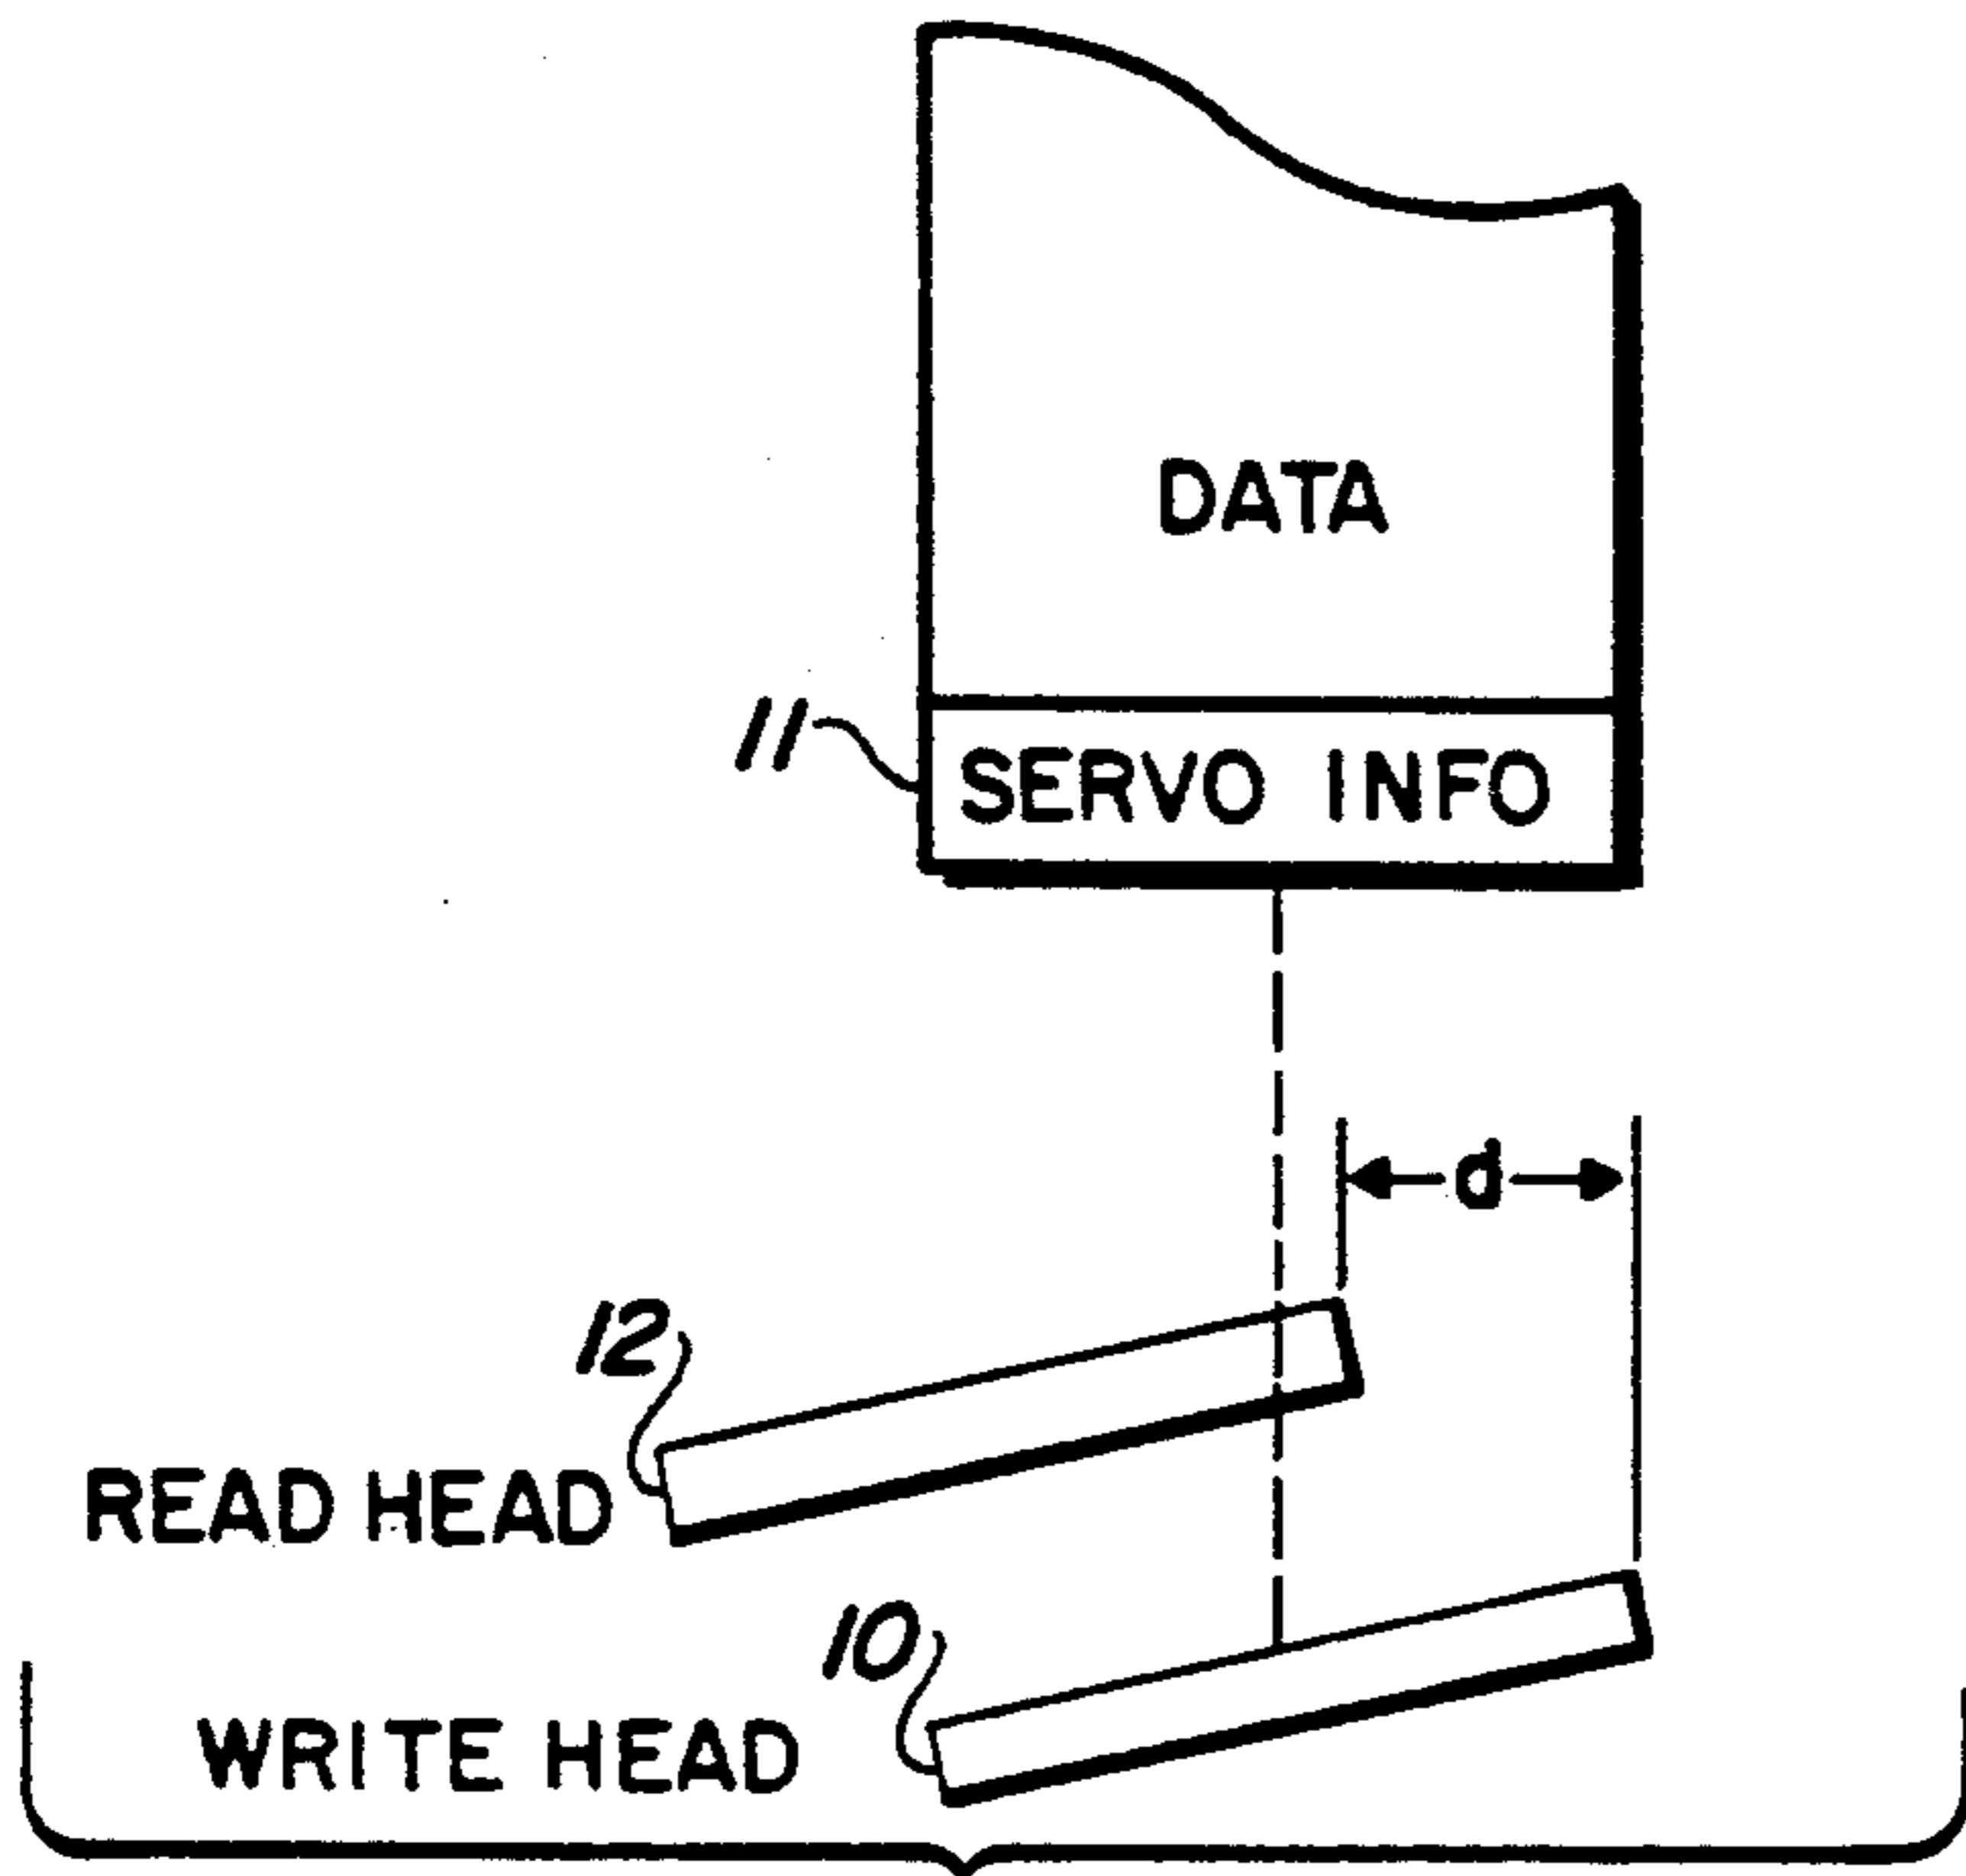 DATA
11
SERVO INFO
d
12
READ HEAD
10
WRITE HEAD